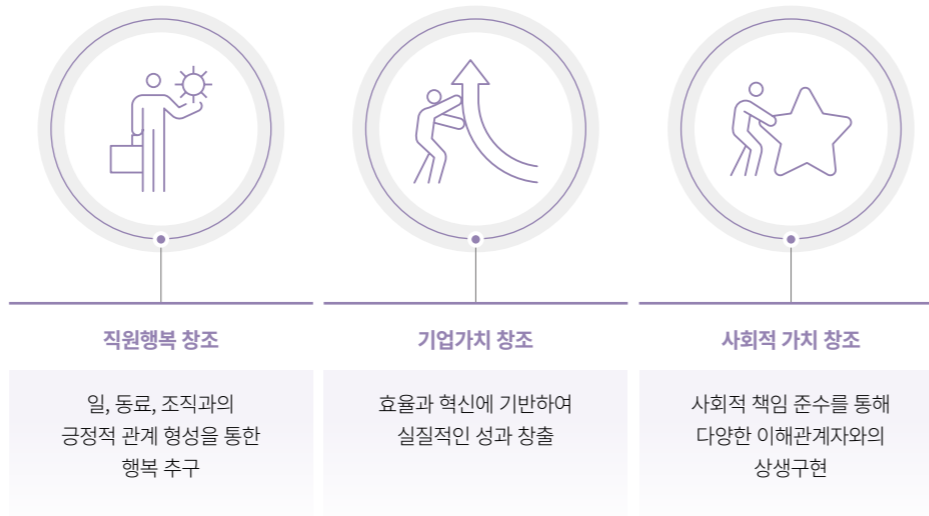 직원행복 창조
일, 동료, 조직과의
긍정적 관계 형성을 통한
행복 추구
기업가치 창조
효율과 혁신에 기반하여
실질적인 성과 창출
사회적 가치 창조
사회적 책임 준수를 통해
다양한 이해관계자와의
상생구현